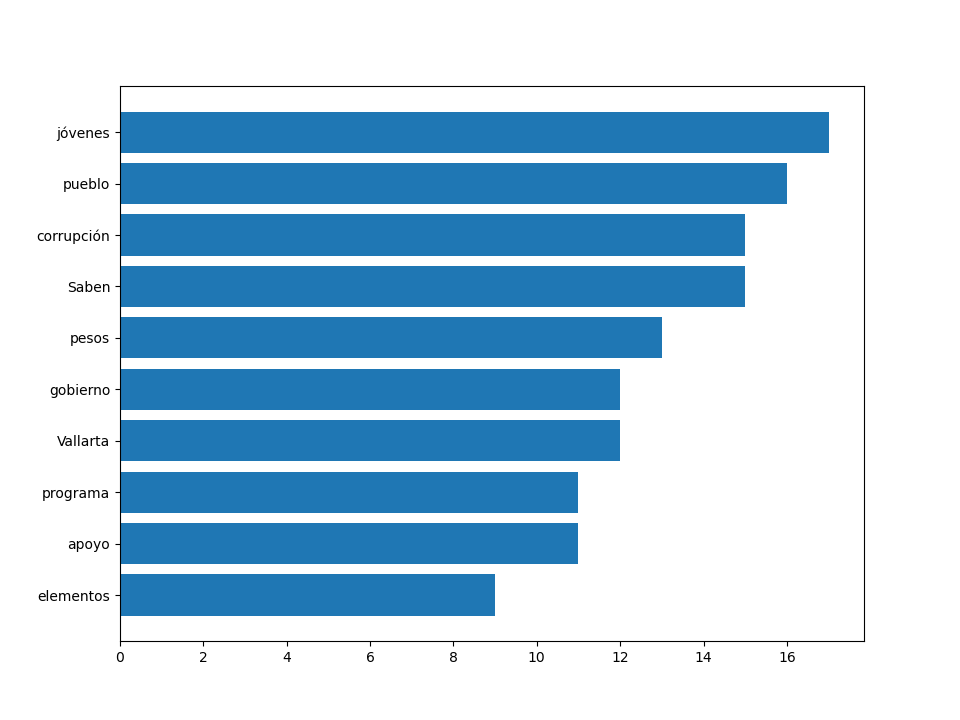 jóvenes
pueblo
corrupción
Saben
pesos
gobierno
Vallarta
programa
apoyo
elementos
0 2 4 6 8 10 12 14 16